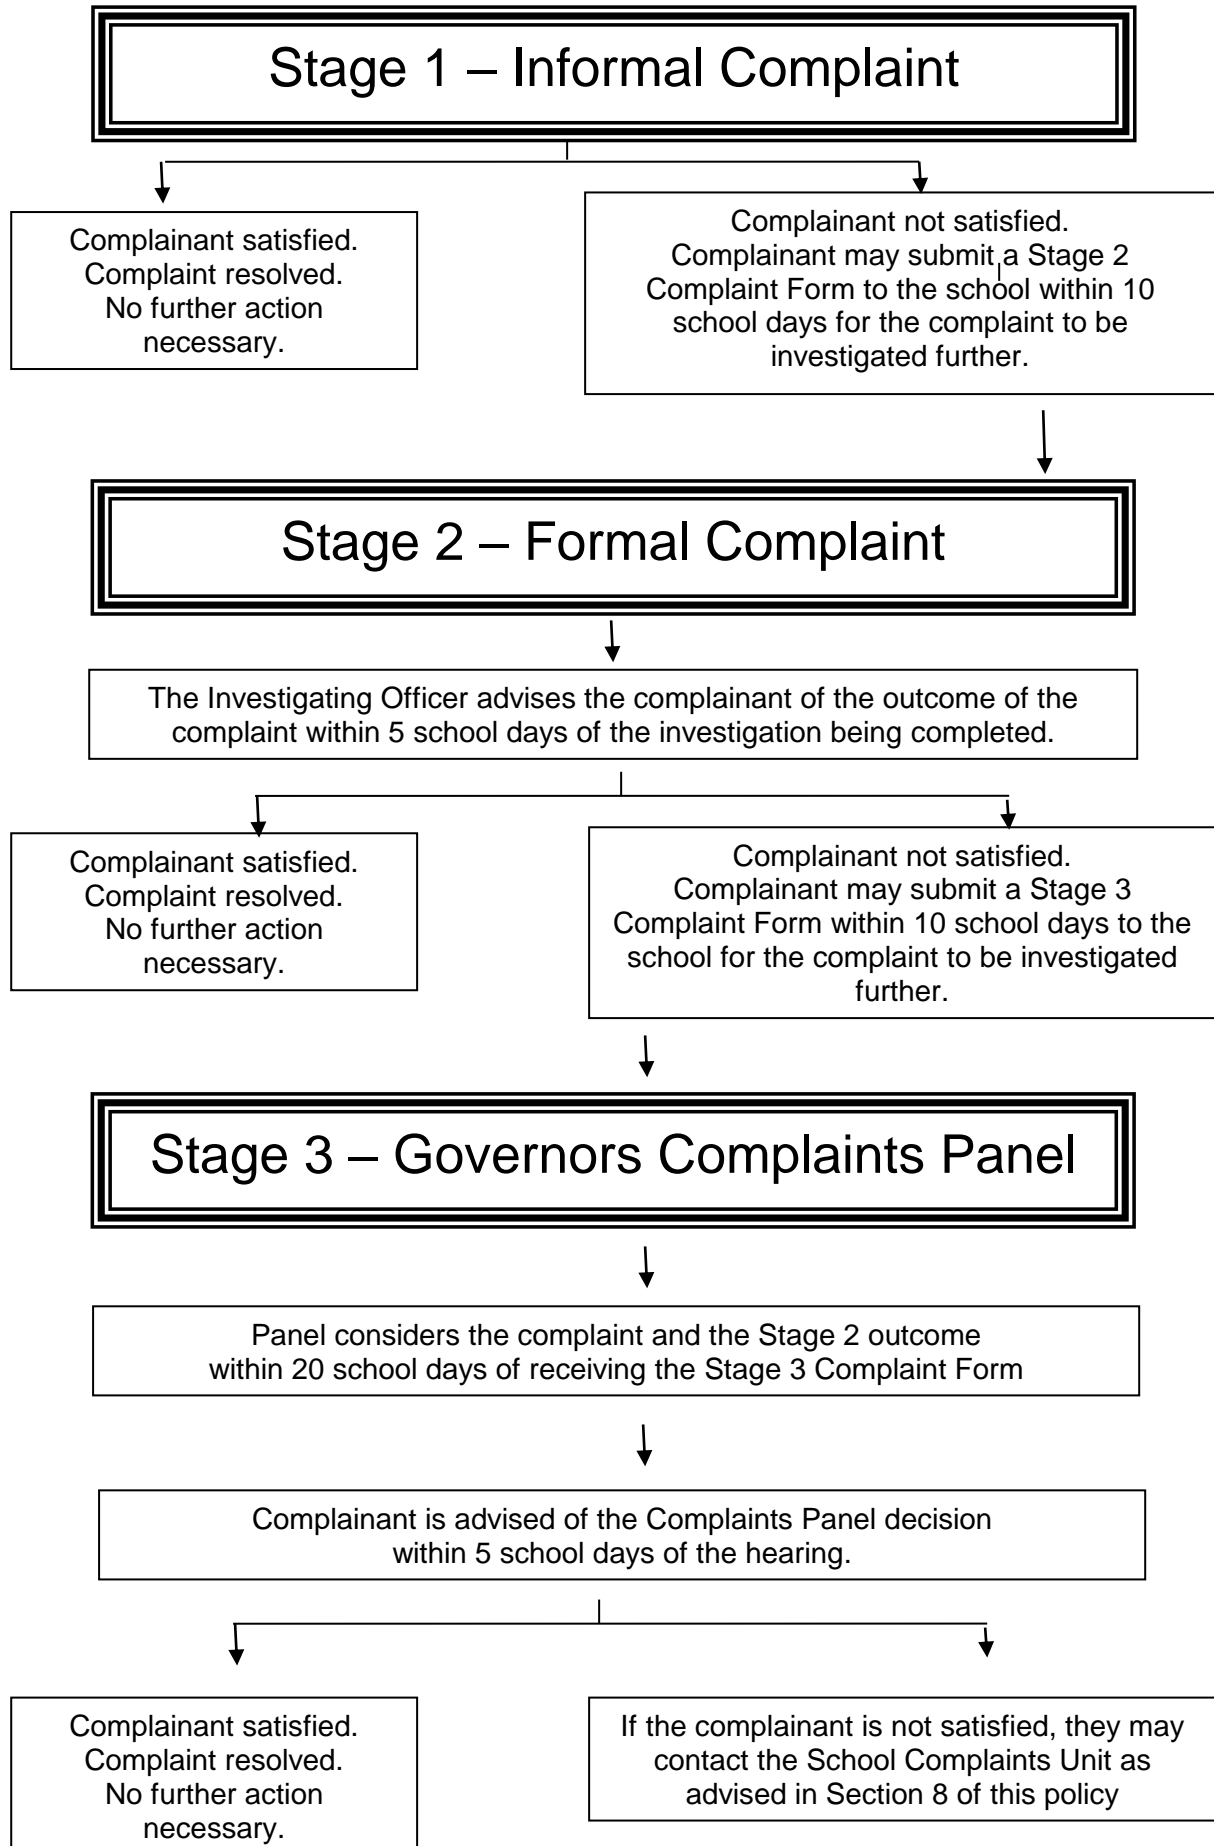 Stage 1 – Informal Complaint
Complainant satisfied.
Complaint resolved.
No further action
necessary.
Complainant not satisfied.
Complainant may submit a Stage 2
Complaint Form to the school within 10
school days for the complaint to be
investigated further.
Stage 2 – Formal Complaint
The Investigating Officer advises the complainant of the outcome of the
complaint within 5 school days of the investigation being completed.
Complainant satisfied.
Complaint resolved.
No further action
necessary.
Complainant not satisfied.
Complainant may submit a Stage 3
Complaint Form within 10 school days to the
school for the complaint to be investigated
further.
Stage 3 – Governors Complaints Panel
Panel considers the complaint and the Stage 2 outcome
within 20 school days of receiving the Stage 3 Complaint Form
Complainant is advised of the Complaints Panel decision
within 5 school days of the hearing.
Complainant satisfied.
Complaint resolved.
No further action
necessary.
If the complainant is not satisfied, they may
contact the School Complaints Unit as
advised in Section 8 of this policy